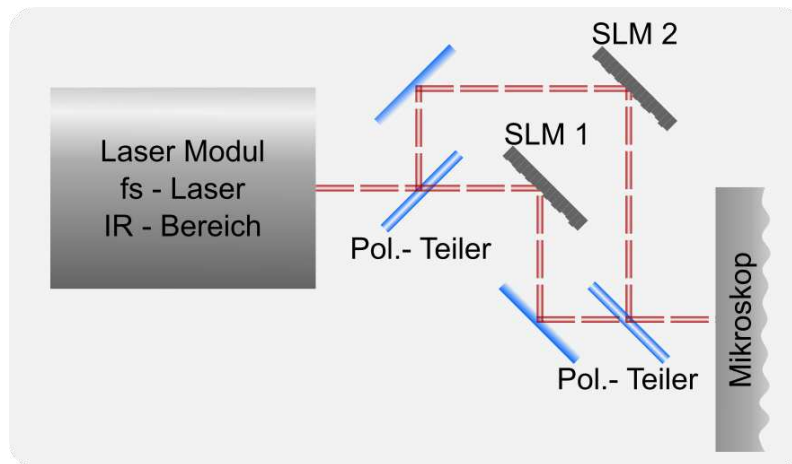 SLM 2
SLM 1
Laser Modul
fs - Laser
IR - Bereich
Pol.- Teiler
Pol.- Teiler
Mikroskop